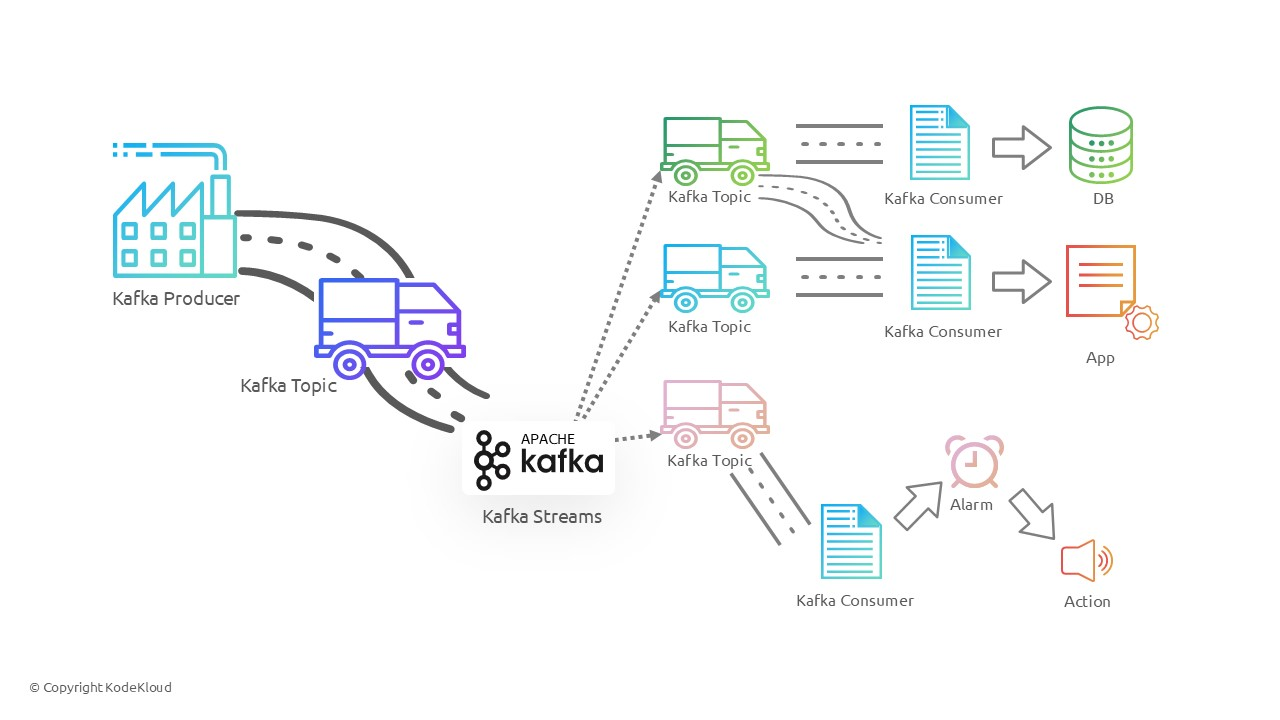 Kafka Producer
Kafka Topic
APACHE
kafka
Kafka Streams
Kafka Topic
Kafka Consumer
DB
Kafka Topic
Kafka Consumer
App
Kafka Topic
Kafka Consumer
Alarm
Action
© Copyright KodeKloud